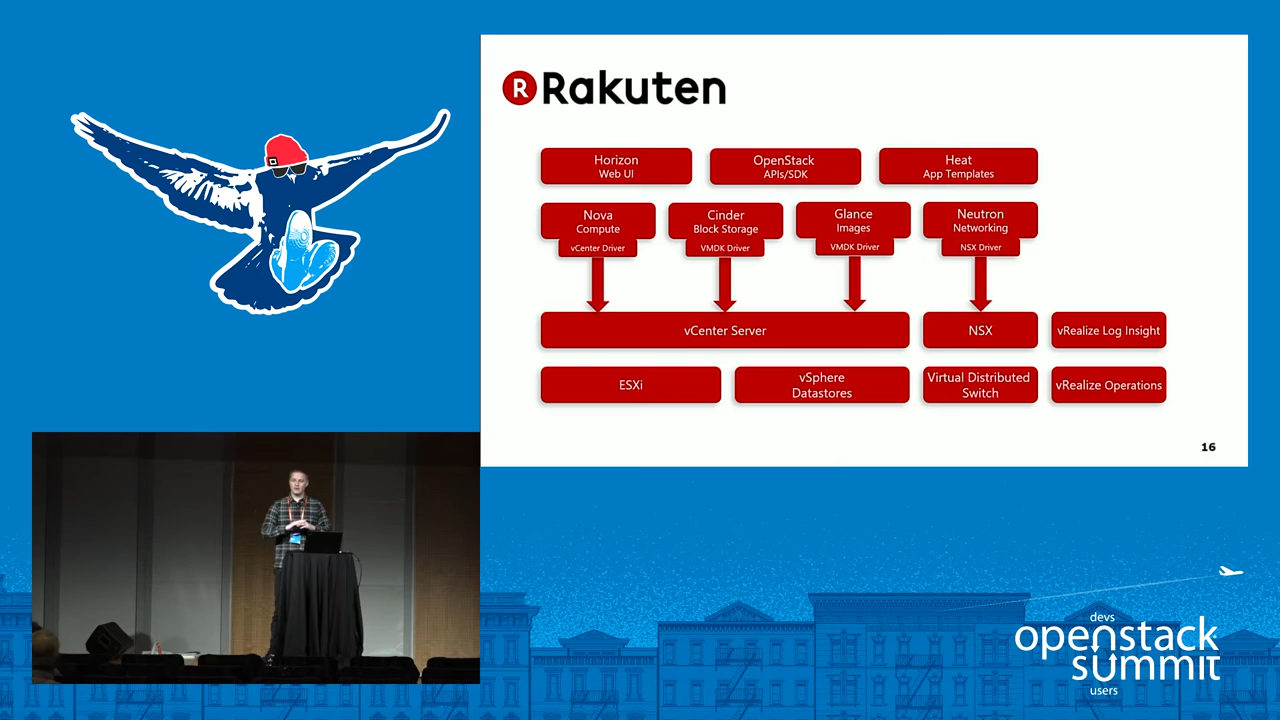 R Rakuten
Horizon
Web UI
OpenStack
APIs/SDK
Heat
App Templates
Nova
Compute
vCenter Driver
Cinder
Block Storage
VMDK Driver
Glance
Images
VMDK Driver
Neutron
Networking
NSX Driver
vCenter Server
NSX
vRealize Log Insight
ESXi
vSphere
Datastores
Virtual Distributed
Switch
vRealize Operations
16
devs
openstack
summit
users